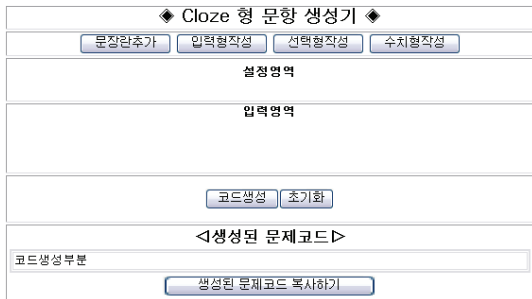 ◈ Cloze 형 문항 생성기 ◈
문장란추가 입력형작성 선택형작성 수치형작성
설정영역
입력영역
코드생성 초기화
◁생성된 문제코드▷
코드생성부분
생성된 문제코드 복사하기